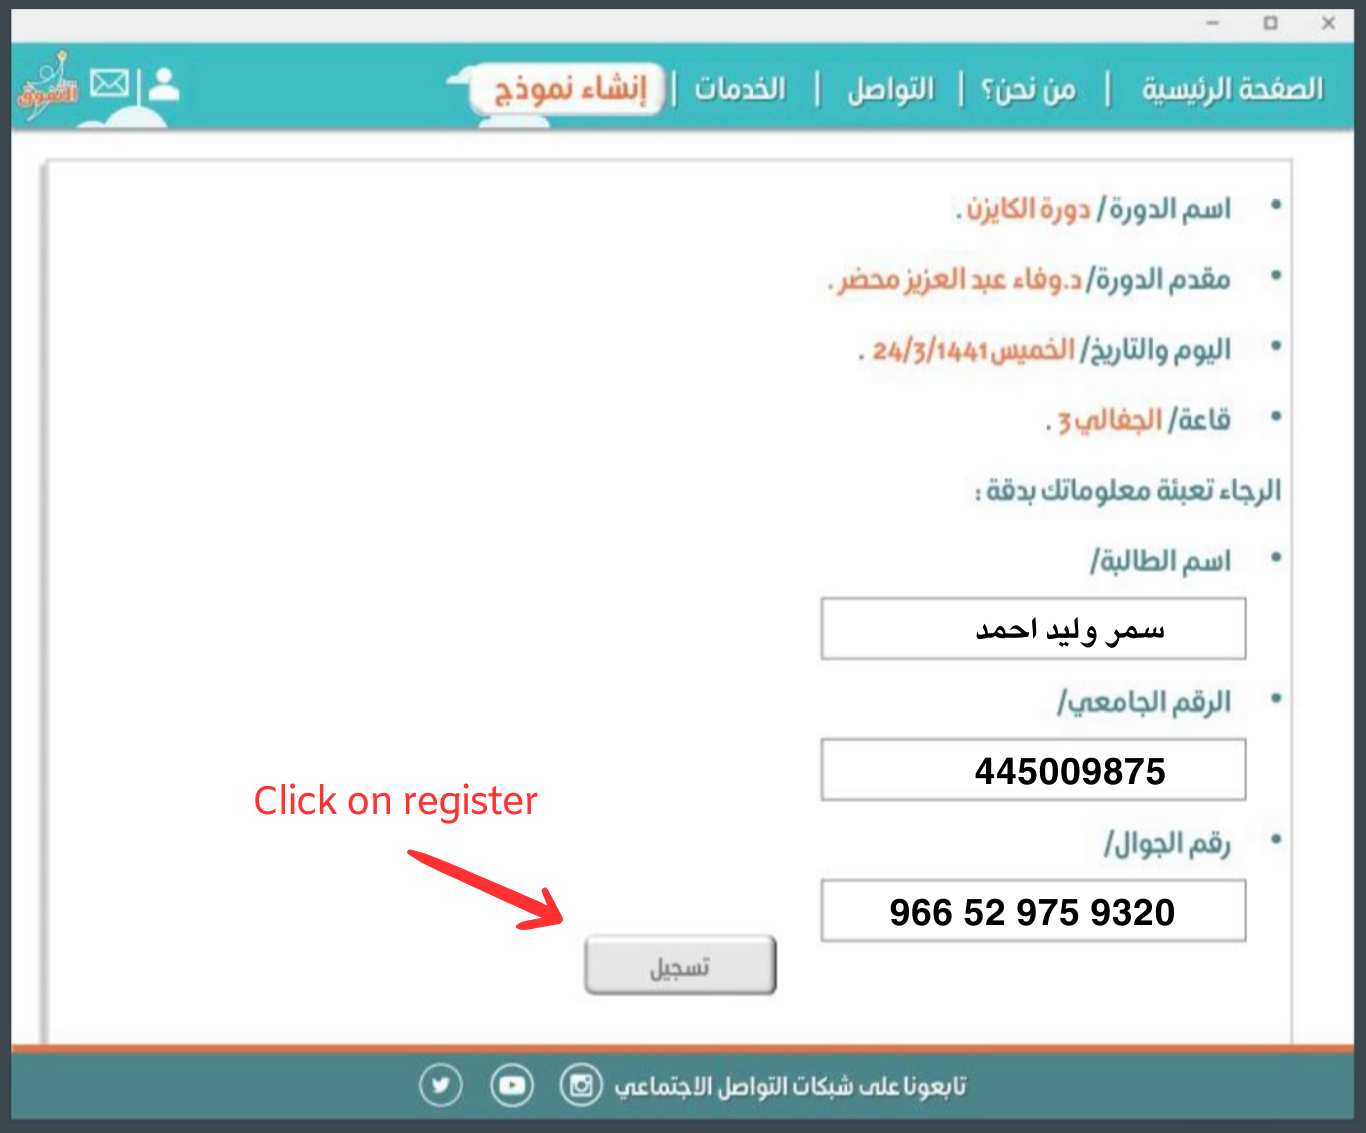 الصفحة الرئيسية | من نحن؟ | التواصل | الخدمات | إنشاء نموذج
التسوق
• اسم الدورة/ دورة الكايزن .
• مقدم الدورة/ د.وفاء عبد العزيز محضر .
• اليوم والتاريخ/ الخميس 24/3/1441 .
• قاعة/ الجفالي 3 .
الرجاء تعبئة معلوماتك بدقة :
• اسم الطالبة/
سمر وليد احمد
• الرقم الجامعي/
445009875
Click on register
• رقم الجوال/
966 52 975 9320
تسجيل
تابعونا على شبكات التواصل الاجتماعي